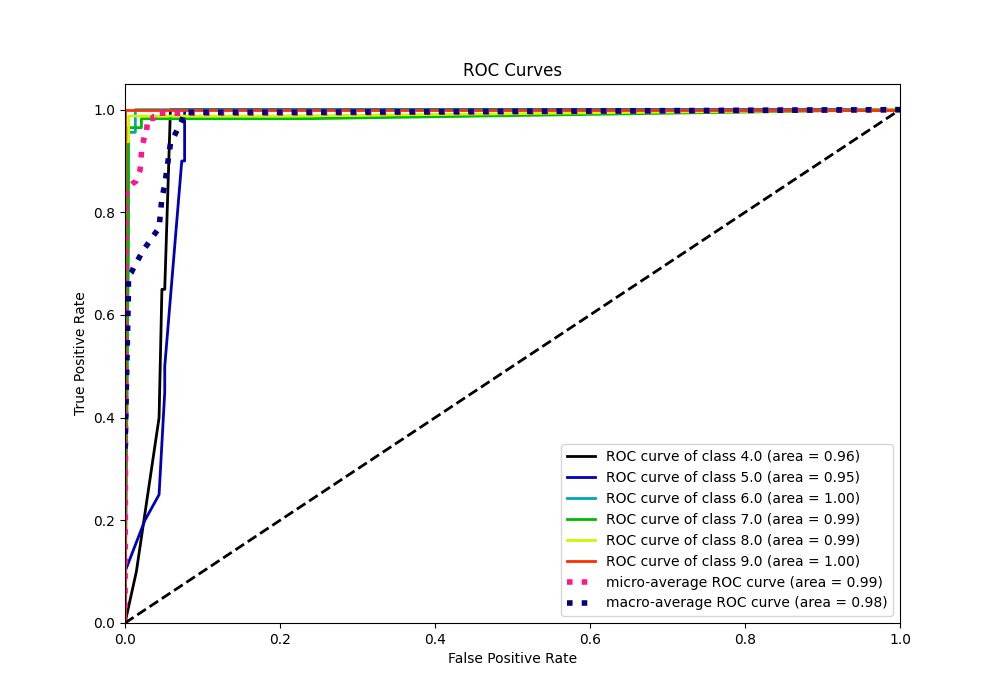 ROC Curves
1.0
0.8
0.6
0.4
0.2
0.0
True Positive Rate
ROC curve of class 4.0 (area = 0.96)
ROC curve of class 5.0 (area = 0.95)
ROC curve of class 6.0 (area = 1.00)
ROC curve of class 7.0 (area = 0.99)
ROC curve of class 8.0 (area = 0.99)
ROC curve of class 9.0 (area = 1.00)
micro-average ROC curve (area = 0.99)
macro-average ROC curve (area = 0.98)
0.0 0.2 0.4 0.6 0.8 1.0
False Positive Rate